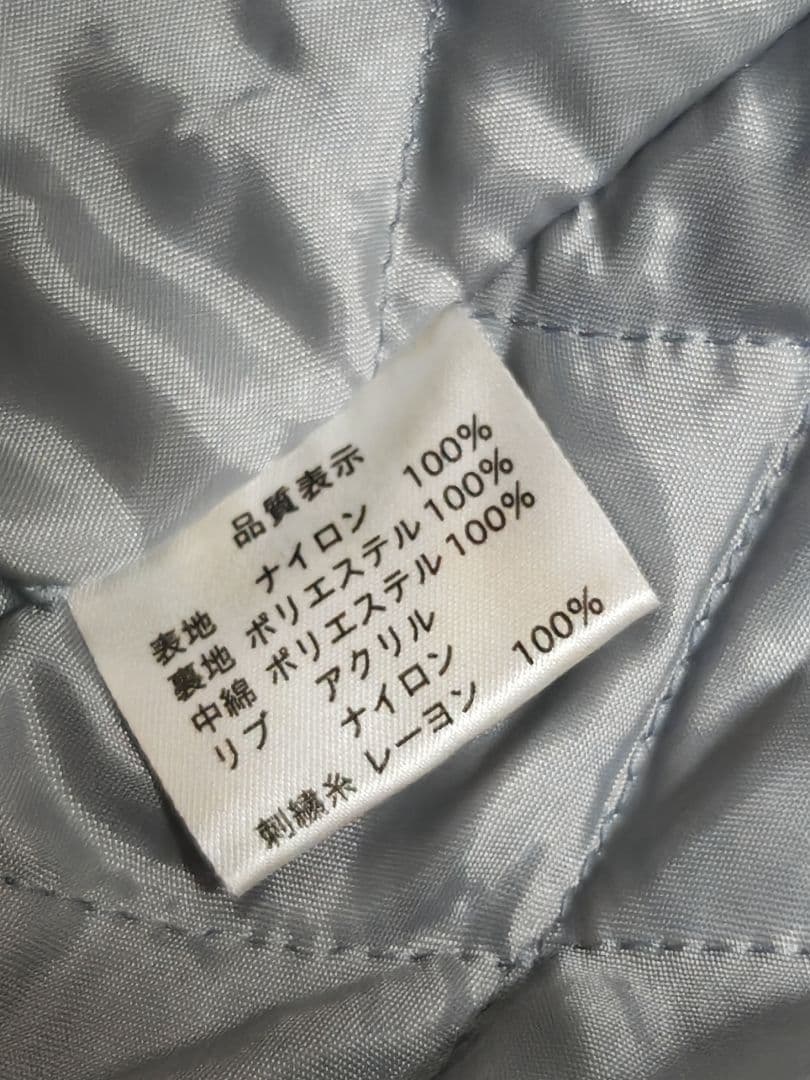 品質表示
表地 ナイロン 100%
裏地 ポリエステル 100%
中綿 ポリエステル 100%
リブ アクリル
ナイロン
刺繍糸 レーヨン 100%